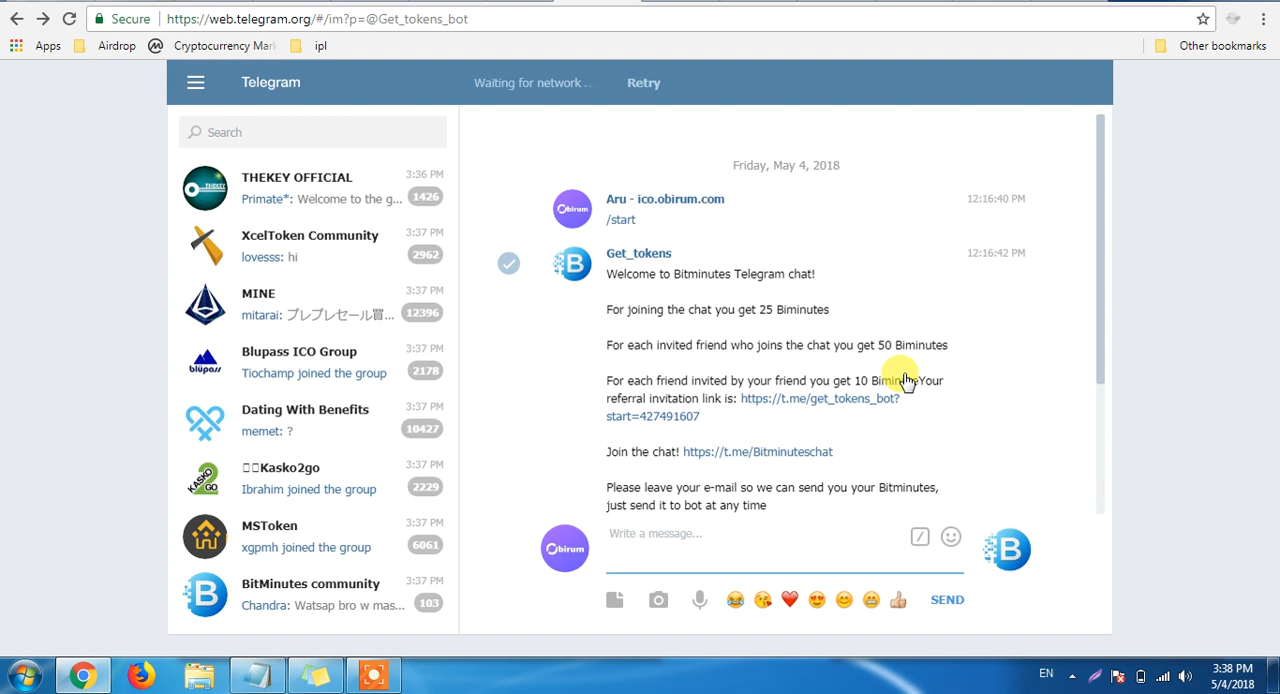 Secure https://web.telegram.org/#/im?p=@Get_tokens_bot
Apps Airdrop Cryptocurrency Mar ipl Other bookmarks
Telegram Waiting for network .. Retry
Search
THEKEY OFFICIAL 3:36 PM
Primate*: Welcome to the g... 1426
XcelToken Community 3:37 PM
lovesss: hi 2962
MINE 3:37 PM
mitarai: プレプレセール買... 12396
Blupass ICO Group 3:37 PM
Tiochamp joined the group 2178
Dating With Benefits 3:37 PM
memet: ? 10427
Kasko2go 3:37 PM
Ibrahim joined the group 2229
MSToken 3:37 PM
xgpmh joined the group 6061
BitMinutes community 3:37 PM
Chandra: Watsap bro w mas... 103
Friday, May 4, 2018
Aru - ico.obirum.com 12:16:40 PM
/start
Get_tokens 12:16:42 PM
Welcome to Bitminutes Telegram chat!
For joining the chat you get 25 Biminutes
For each invited friend who joins the chat you get 50 Biminutes
For each friend invited by your friend you get 10 Your
referral invitation link is: https://t.me/get_tokens_bot?
start=427491607
Join the chat! https://t.me/Bitminuteschat
Please leave your e-mail so we can send you your Bitminutes,
just send it to bot at any time
Write a message...
SEND
Obirum
Obirum
THEKEY
blüpass
KASKO
2GO
B
B
B
EN 3:38 PM
5/4/2018